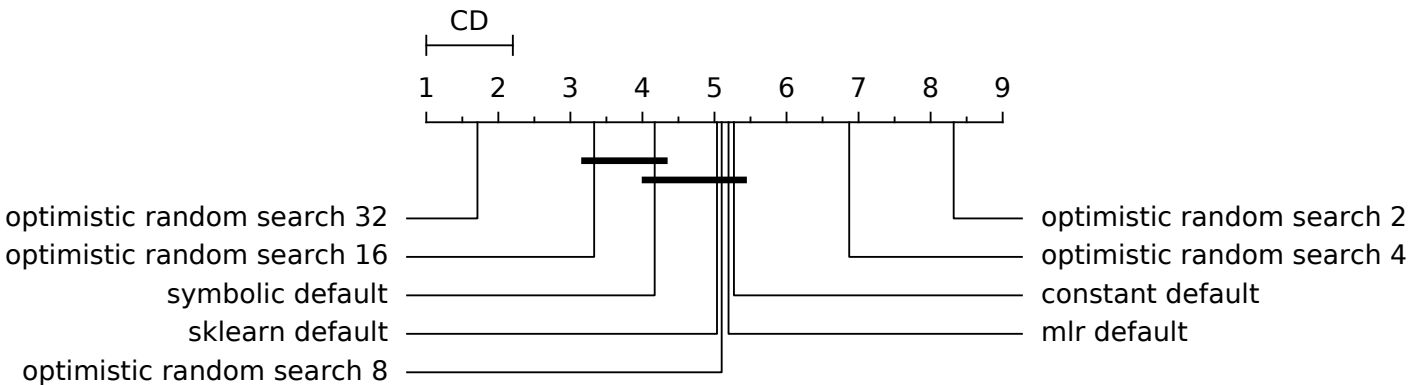 CD
1 2 3 4 5 6 7 8 9
optimistic random search 32
optimistic random search 16
symbolic default
sklearn default
optimistic random search 8
optimistic random search 2
optimistic random search 4
constant default
mlr default